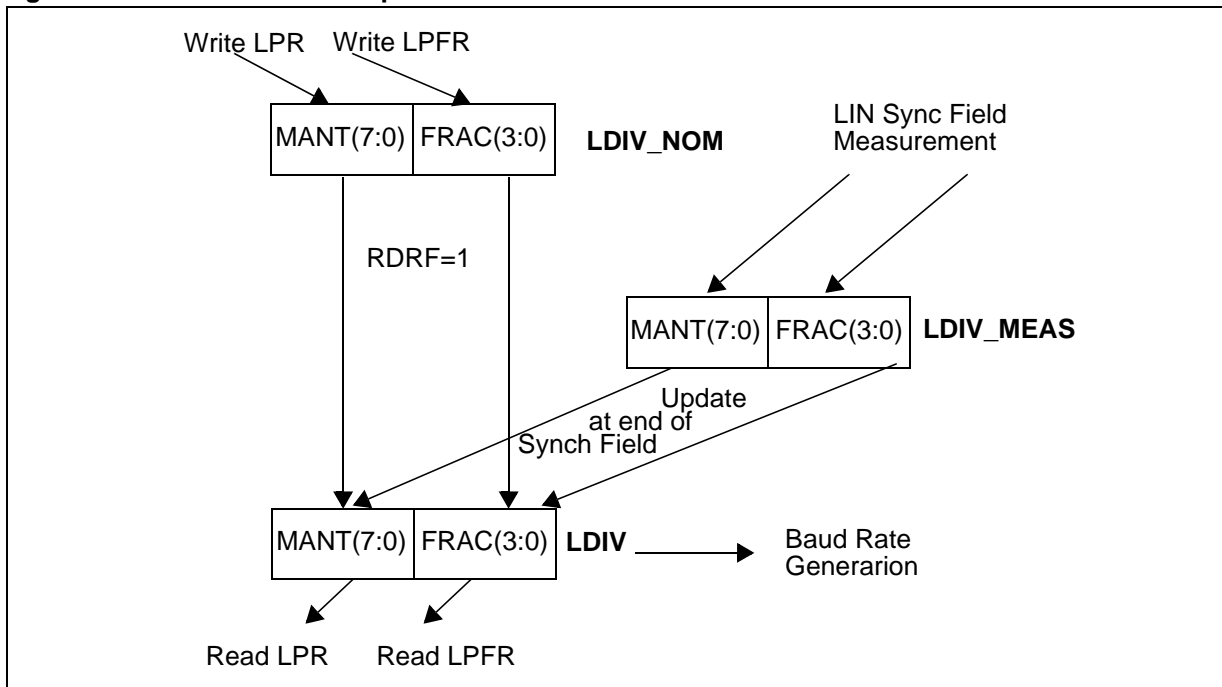 Write LPR Write LPFR
MANT(7:0) FRAC(3:0) LDIV_NOM
LIN Sync Field
Measurement
RDRF=1
MANT(7:0) FRAC(3:0) LDIV_MEAS
Update
at end of
Synch Field
MANT(7:0) FRAC(3:0) LDIV
Baud Rate
Generarion
Read LPR Read LPFR